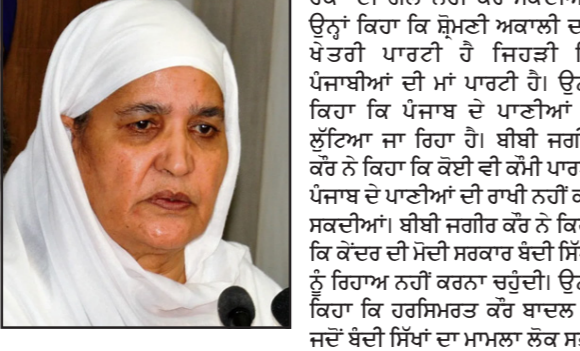 ਉਨ੍ਹਾਂ ਕਿਹਾ ਕਿ ਸ਼੍ਰੋਮਣੀ ਅਕਾਲੀ
ਖੇਤਰੀ ਪਾਰਟੀ ਹੈ ਜਿਹੜੀ
ਪੰਜਾਬੀਆਂ ਦੀ ਮਾਂ ਪਾਰਟੀ ਹੈ।
ਕਿਹਾ ਕਿ ਪੰਜਾਬ ਦੇ ਪਾਣੀਆਂ
ਲੁੱਟਿਆ ਜਾ ਰਿਹਾ ਹੈ। ਬੀਬੀ
ਕੌਰ ਨੇ ਕਿਹਾ ਕਿ ਕੋਈ ਵੀ ਕੌਮੀ
ਪੰਜਾਬ ਦੇ ਪਾਣੀਆਂ ਦੀ ਰਾਖੀ ਨਹੀਂ
ਸਕਦੀਆਂ। ਬੀਬੀ ਜਗੀਰ ਕੌਰ ਨੇ
ਕਿ ਕੇਂਦਰ ਦੀ ਮੋਦੀ ਸਰਕਾਰ ਬੰਦੀ
ਨੂੰ ਰਿਹਾਅ ਨਹੀਂ ਕਰਨਾ ਚਹੁੰਦੀ।
ਕਿਹਾ ਕਿ ਹਰਸਿਮਰਤ ਕੌਰ ਬਾਦਲ
ਜਦੋਂ ਬੰਦੀ ਸਿੱਖਾਂ ਦਾ ਮਾਮਲਾ ਲੋਕ